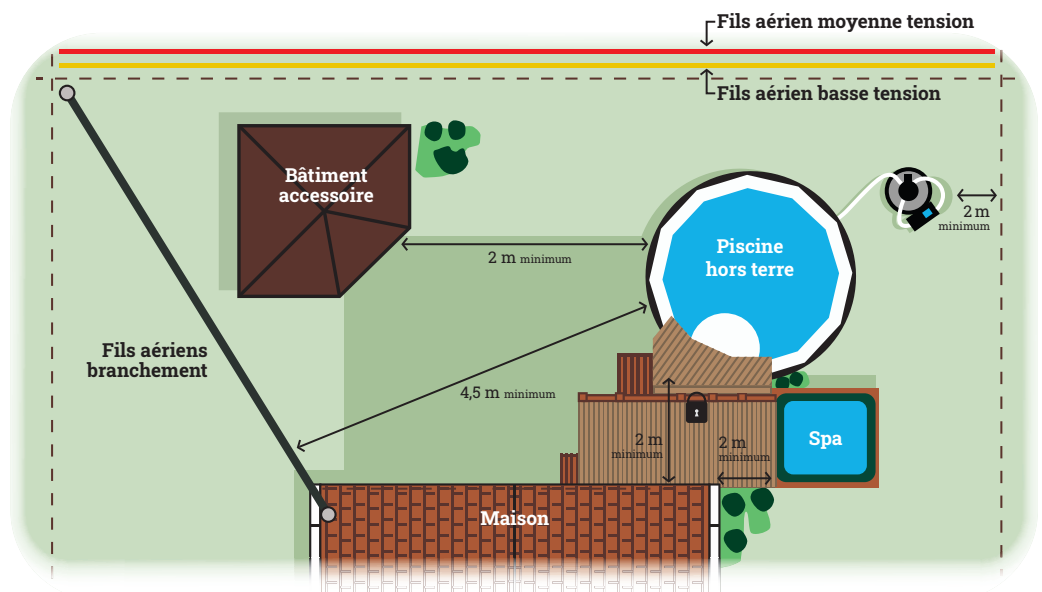 Fils aérien moyenne tension
Fils aérien basse tension
Bâtiment
accessoire
2 m
minimum
Piscine
hors terre
2 m minimum
Fils aériens
branchement
4,5 m minimum
2 m
minimum
2 m
minimum
Spa
Maison